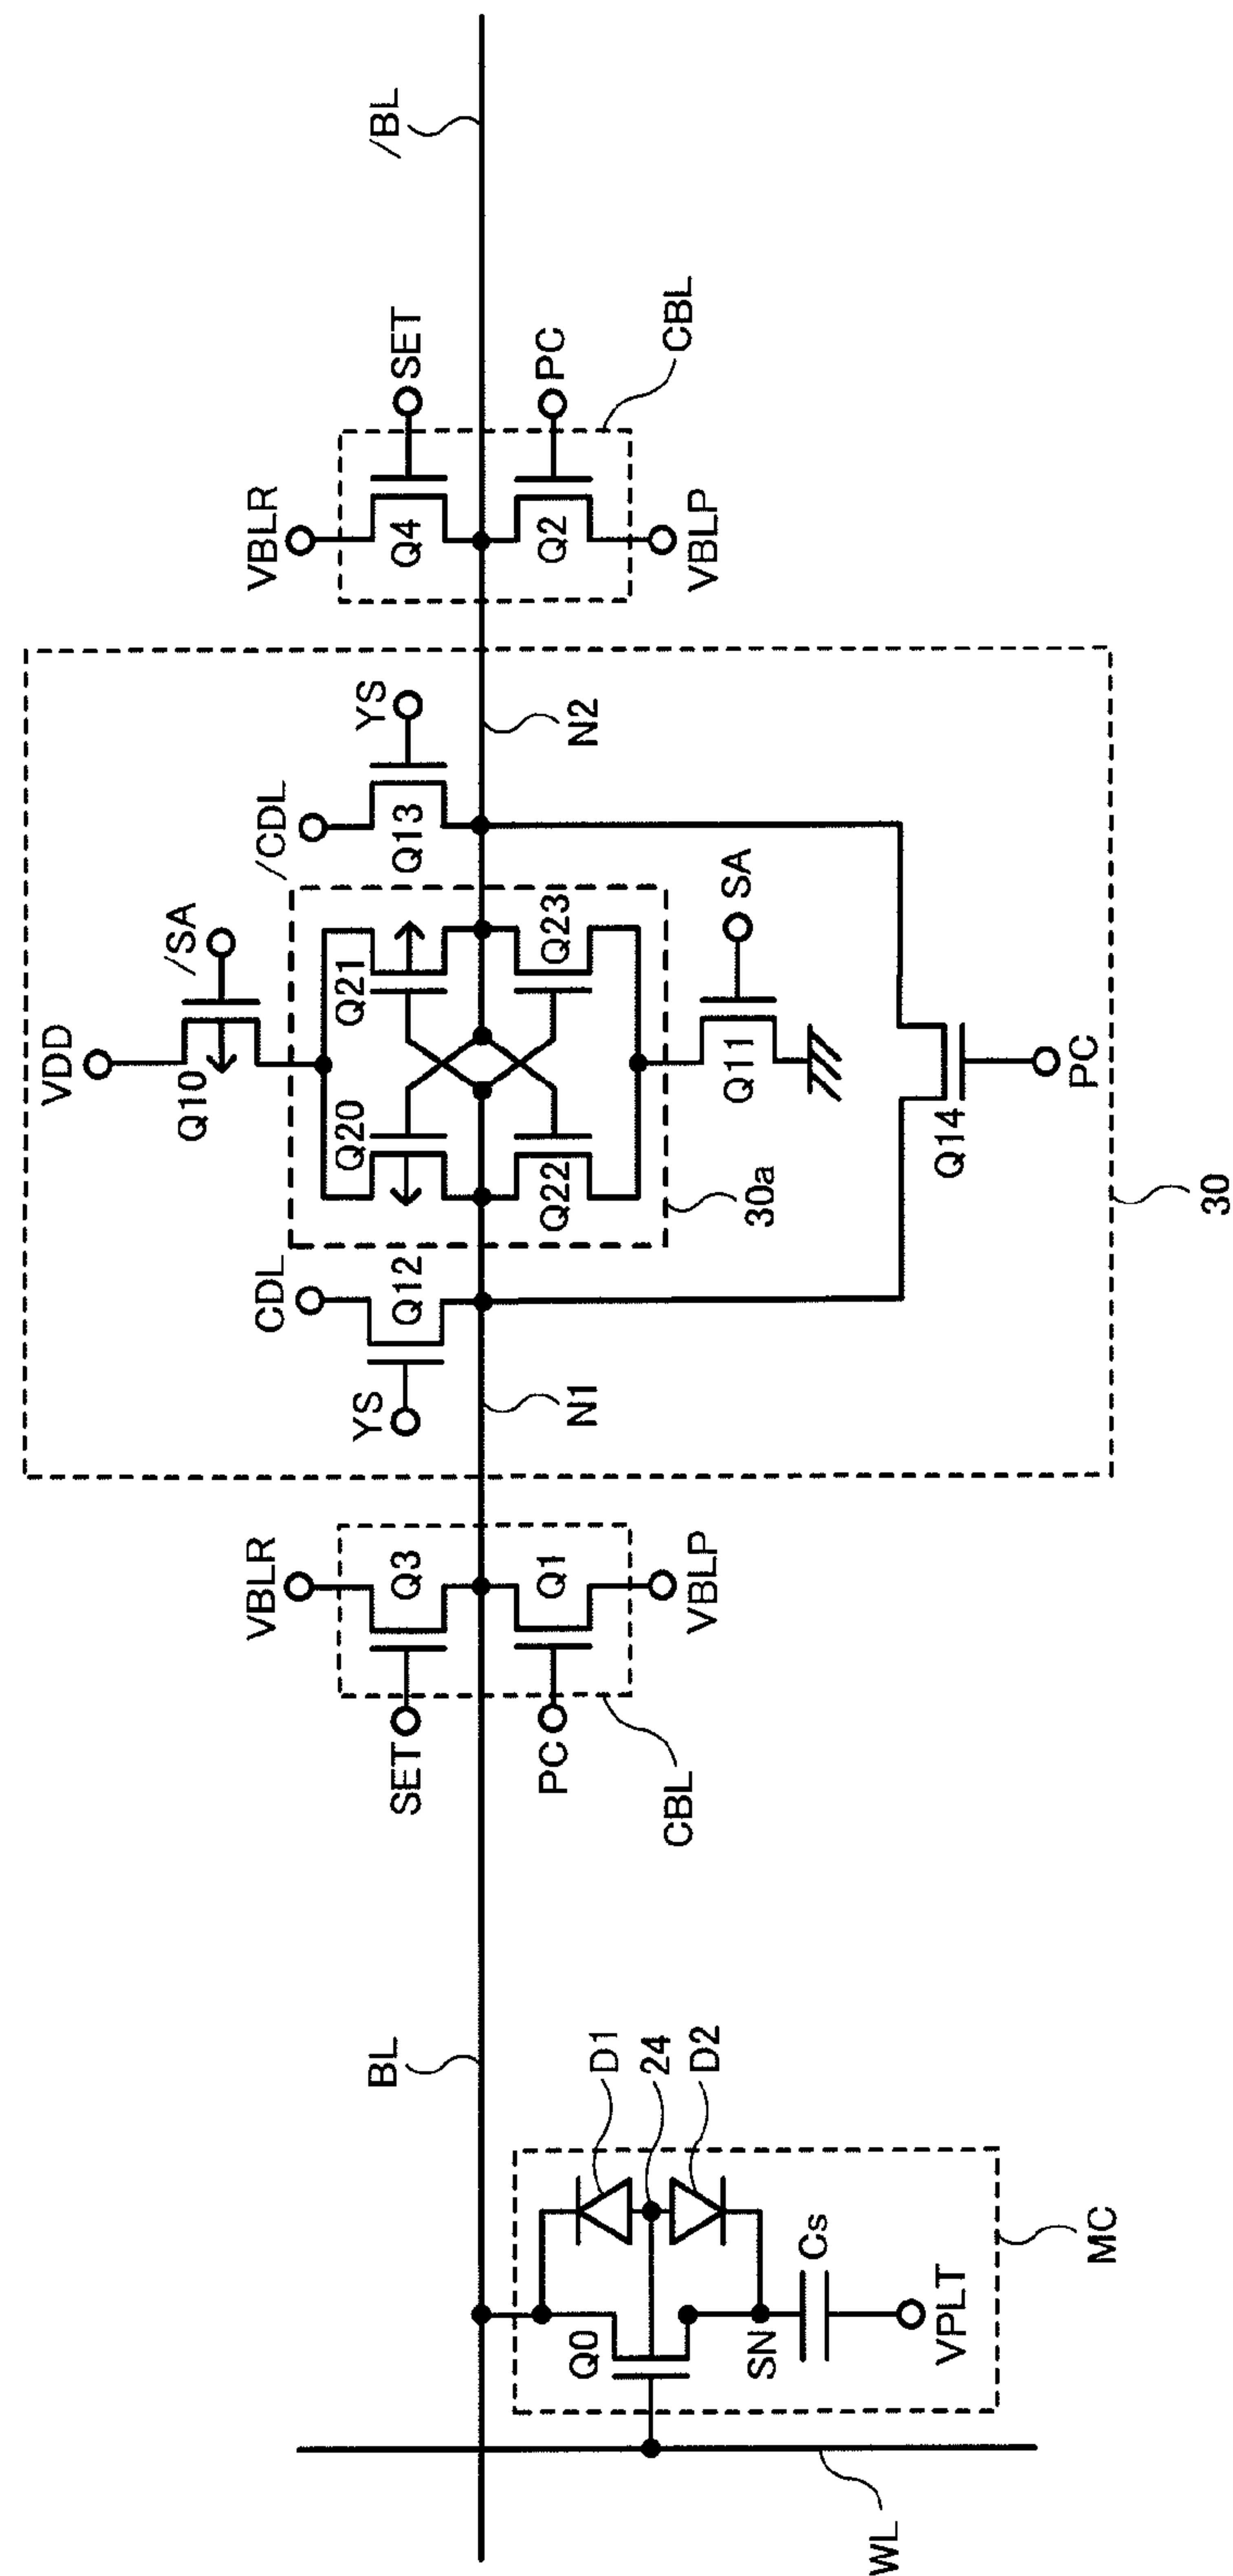 /BL
CBL
SET
PC
VBLR
Q4
Q2
VBLP
YS
N2
/CDL
Q13
SA
/SA
Q21
Q23
VDD
Q10
Q11
Q20
Q22
30a
PC
Q14
30
CDL
Q12
YS
N1
VBLR
Q3
Q1
VBLP
SET
PC
CBL
BL
D1
24
D2
MC
Q0
SN
Cs
VPLT
WL